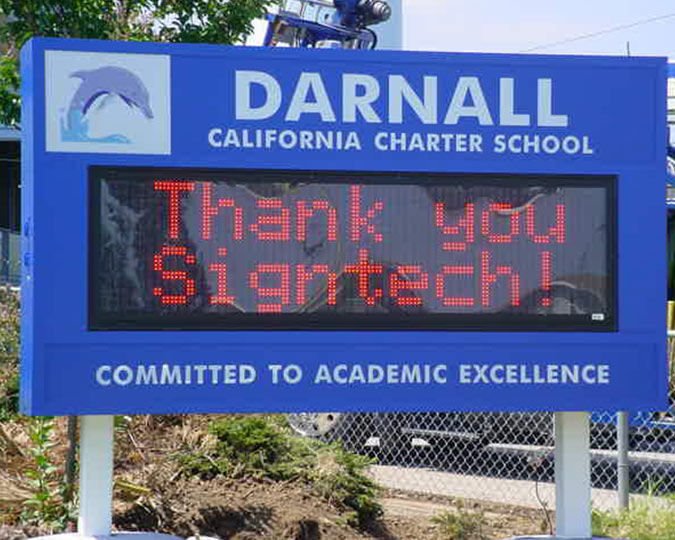 DARNALL
CALIFORNIA CHARTER SCHOOL
Thank you
Signtech!
COMMITTED TO ACADEMIC EXCELLENCE